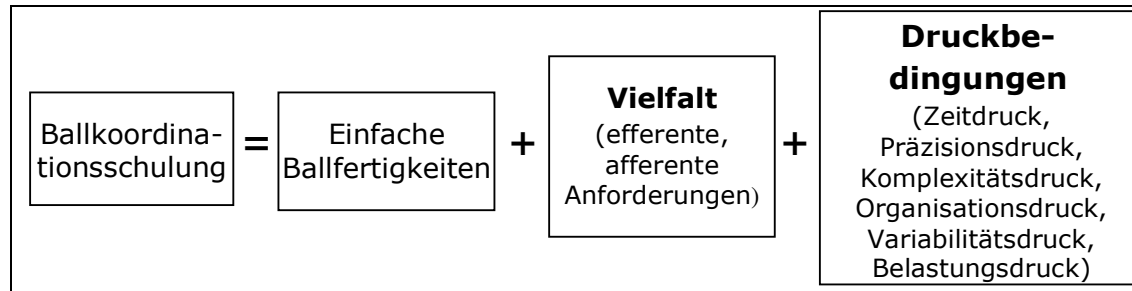 Ballkoordina-
tionsschulung
=
Einfache
Ballfertigkeiten
+
Vielfalt
(efferente,
afferente
Anforderungen)
+
Druckbe-
dingungen
(Zeitdruck,
Präzisionsdruck,
Komplexitätsdruck,
Organisationsdruck,
Variabilitätsdruck,
Belastungsdruck)